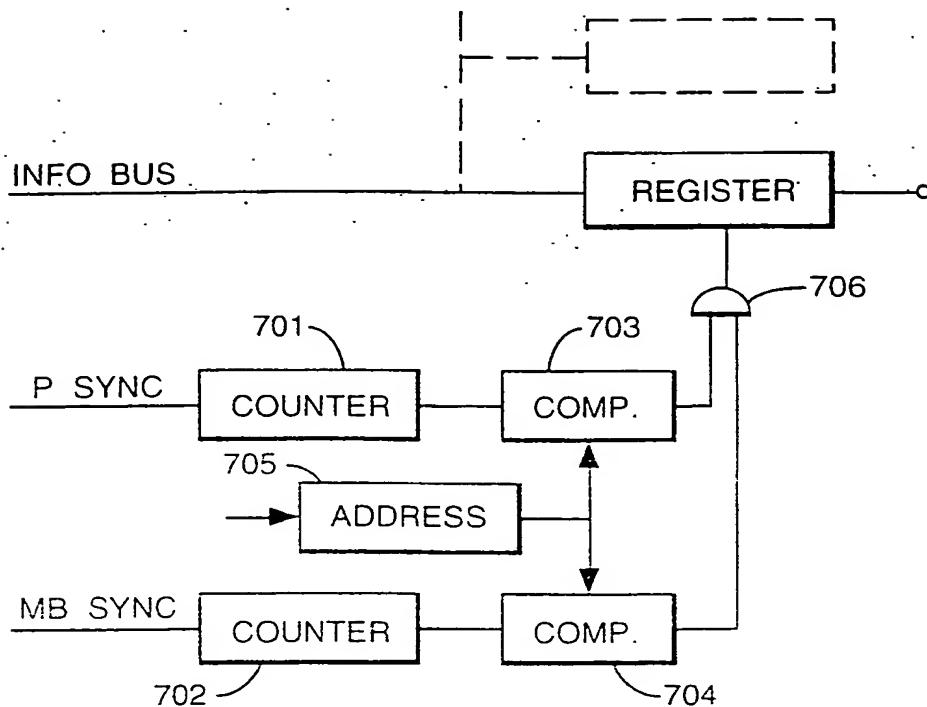 INFO BUS
REGISTER
706
701
703
P SYNC
COUNTER
COMP.
705
ADDRESS
MB SYNC
COUNTER
COMP.
702
704